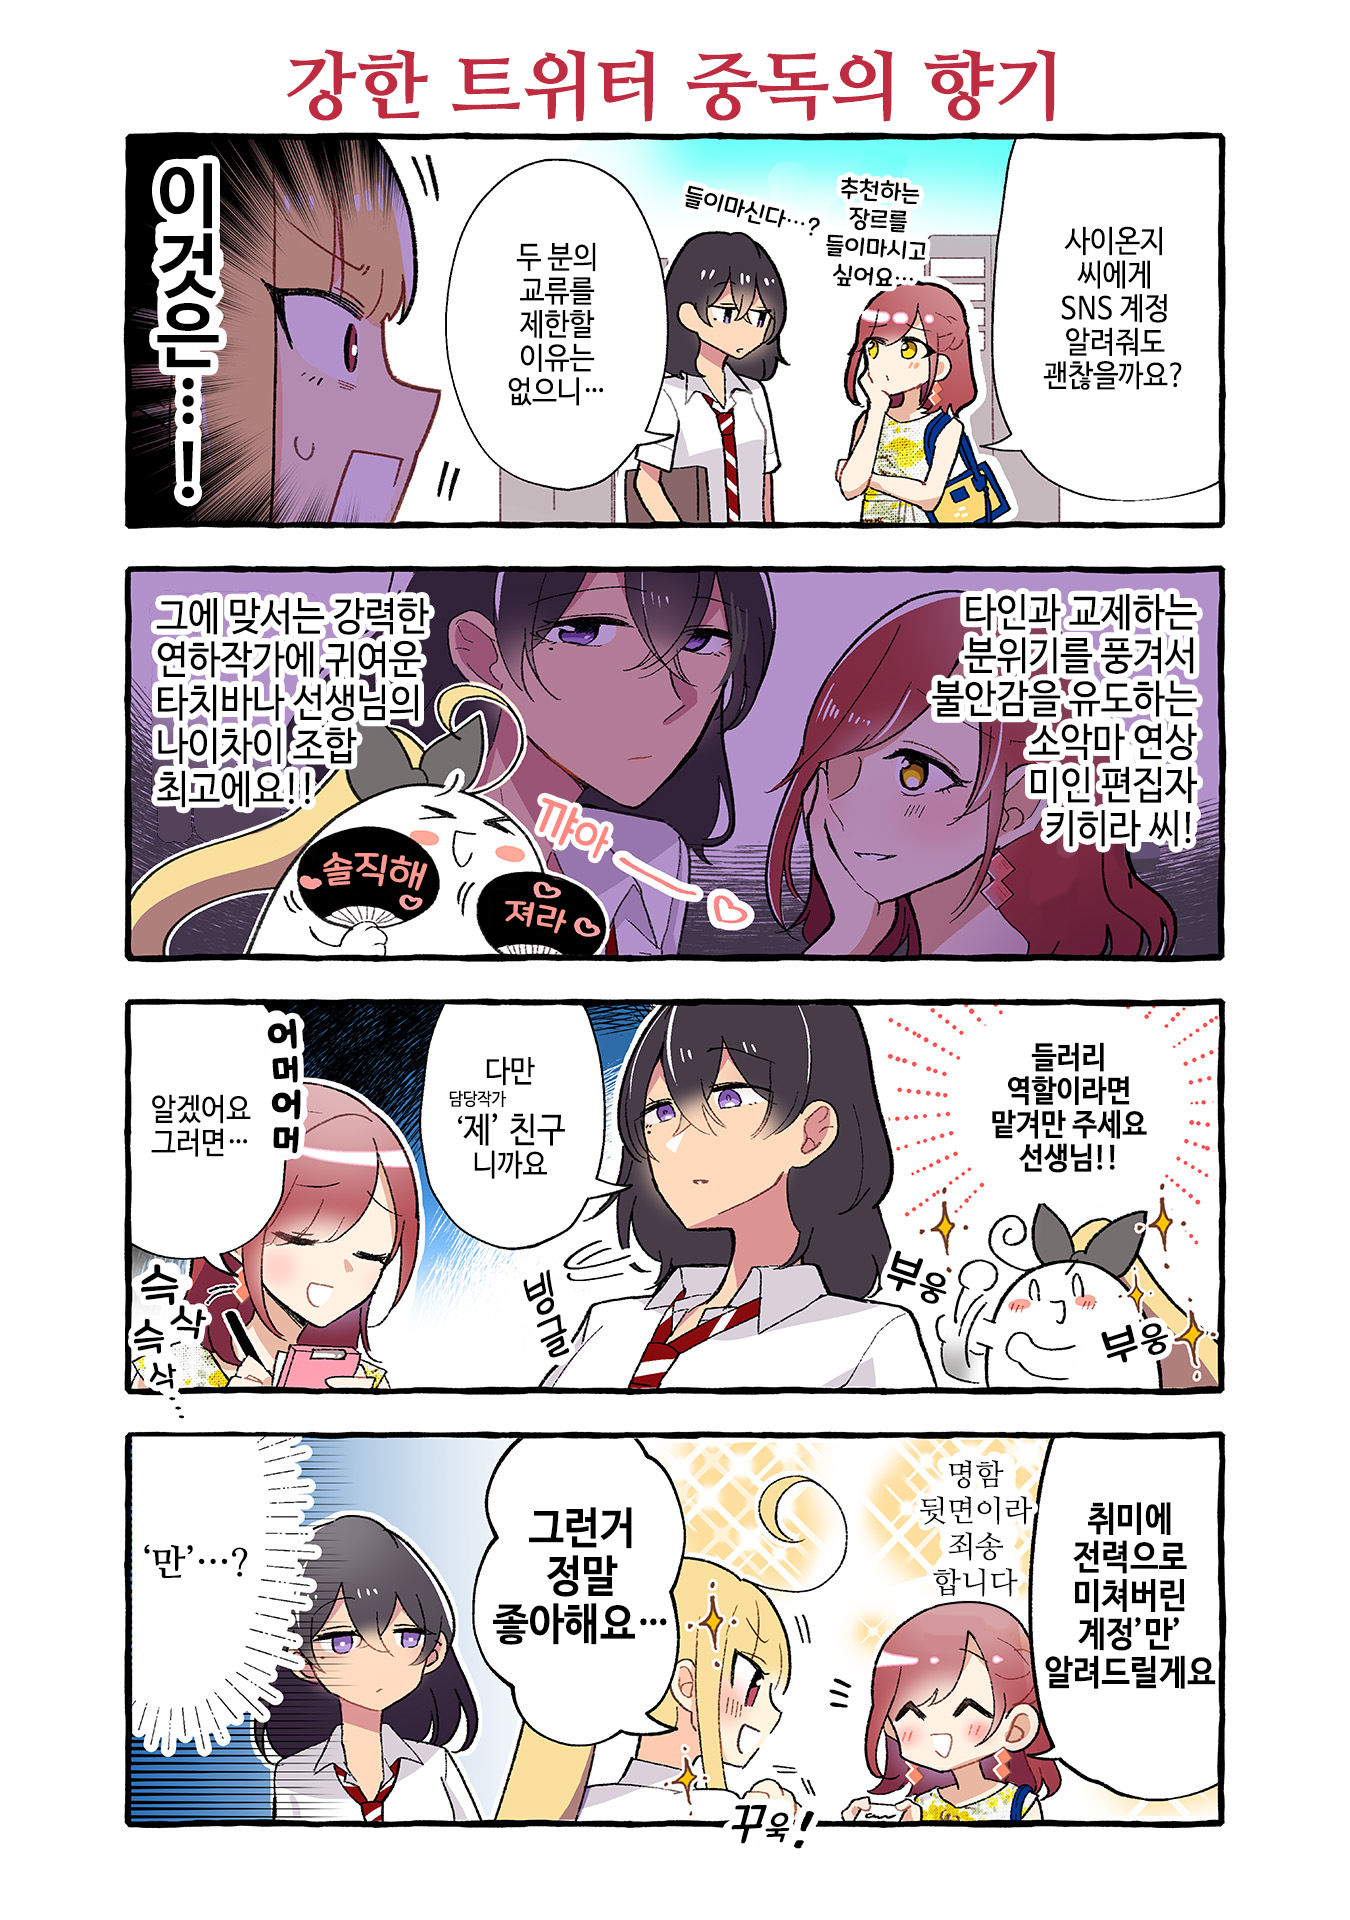 강한 트위터 중독의 향기
사이온지
씨에게
SNS 계정
알려줘도
괜찮을까요?
추천하는
장르를
들이마시고
싶어요…
들이마신다…?
두 분의
교류를
제한할
이유는
없으니…
이것은…!
타인과 교제하는
분위기를 풍겨서
불안감을 유도하는
소악마 연상
미인 편집자
키히라 씨!
그에 맞서는 강력한
연하작가에 귀여운
타치바나 선생님의
나이차이 조합
최고에요!!
꺄아
솔직해
져라
들러리
역할이라면
맡겨만 주세요
선생님!!
부웅
부웅
다만
담당작가
‘제’ 친구
니까요
빙글
어머어머
알겠어요
그러면…
슥삭
슥삭…
취미에
전력으로
미쳐버린
계정’만’
알려드릴게요
명함
뒷면이라
죄송
합니다
그런거
정말
좋아해요…
꾸욱!
‘만’…?